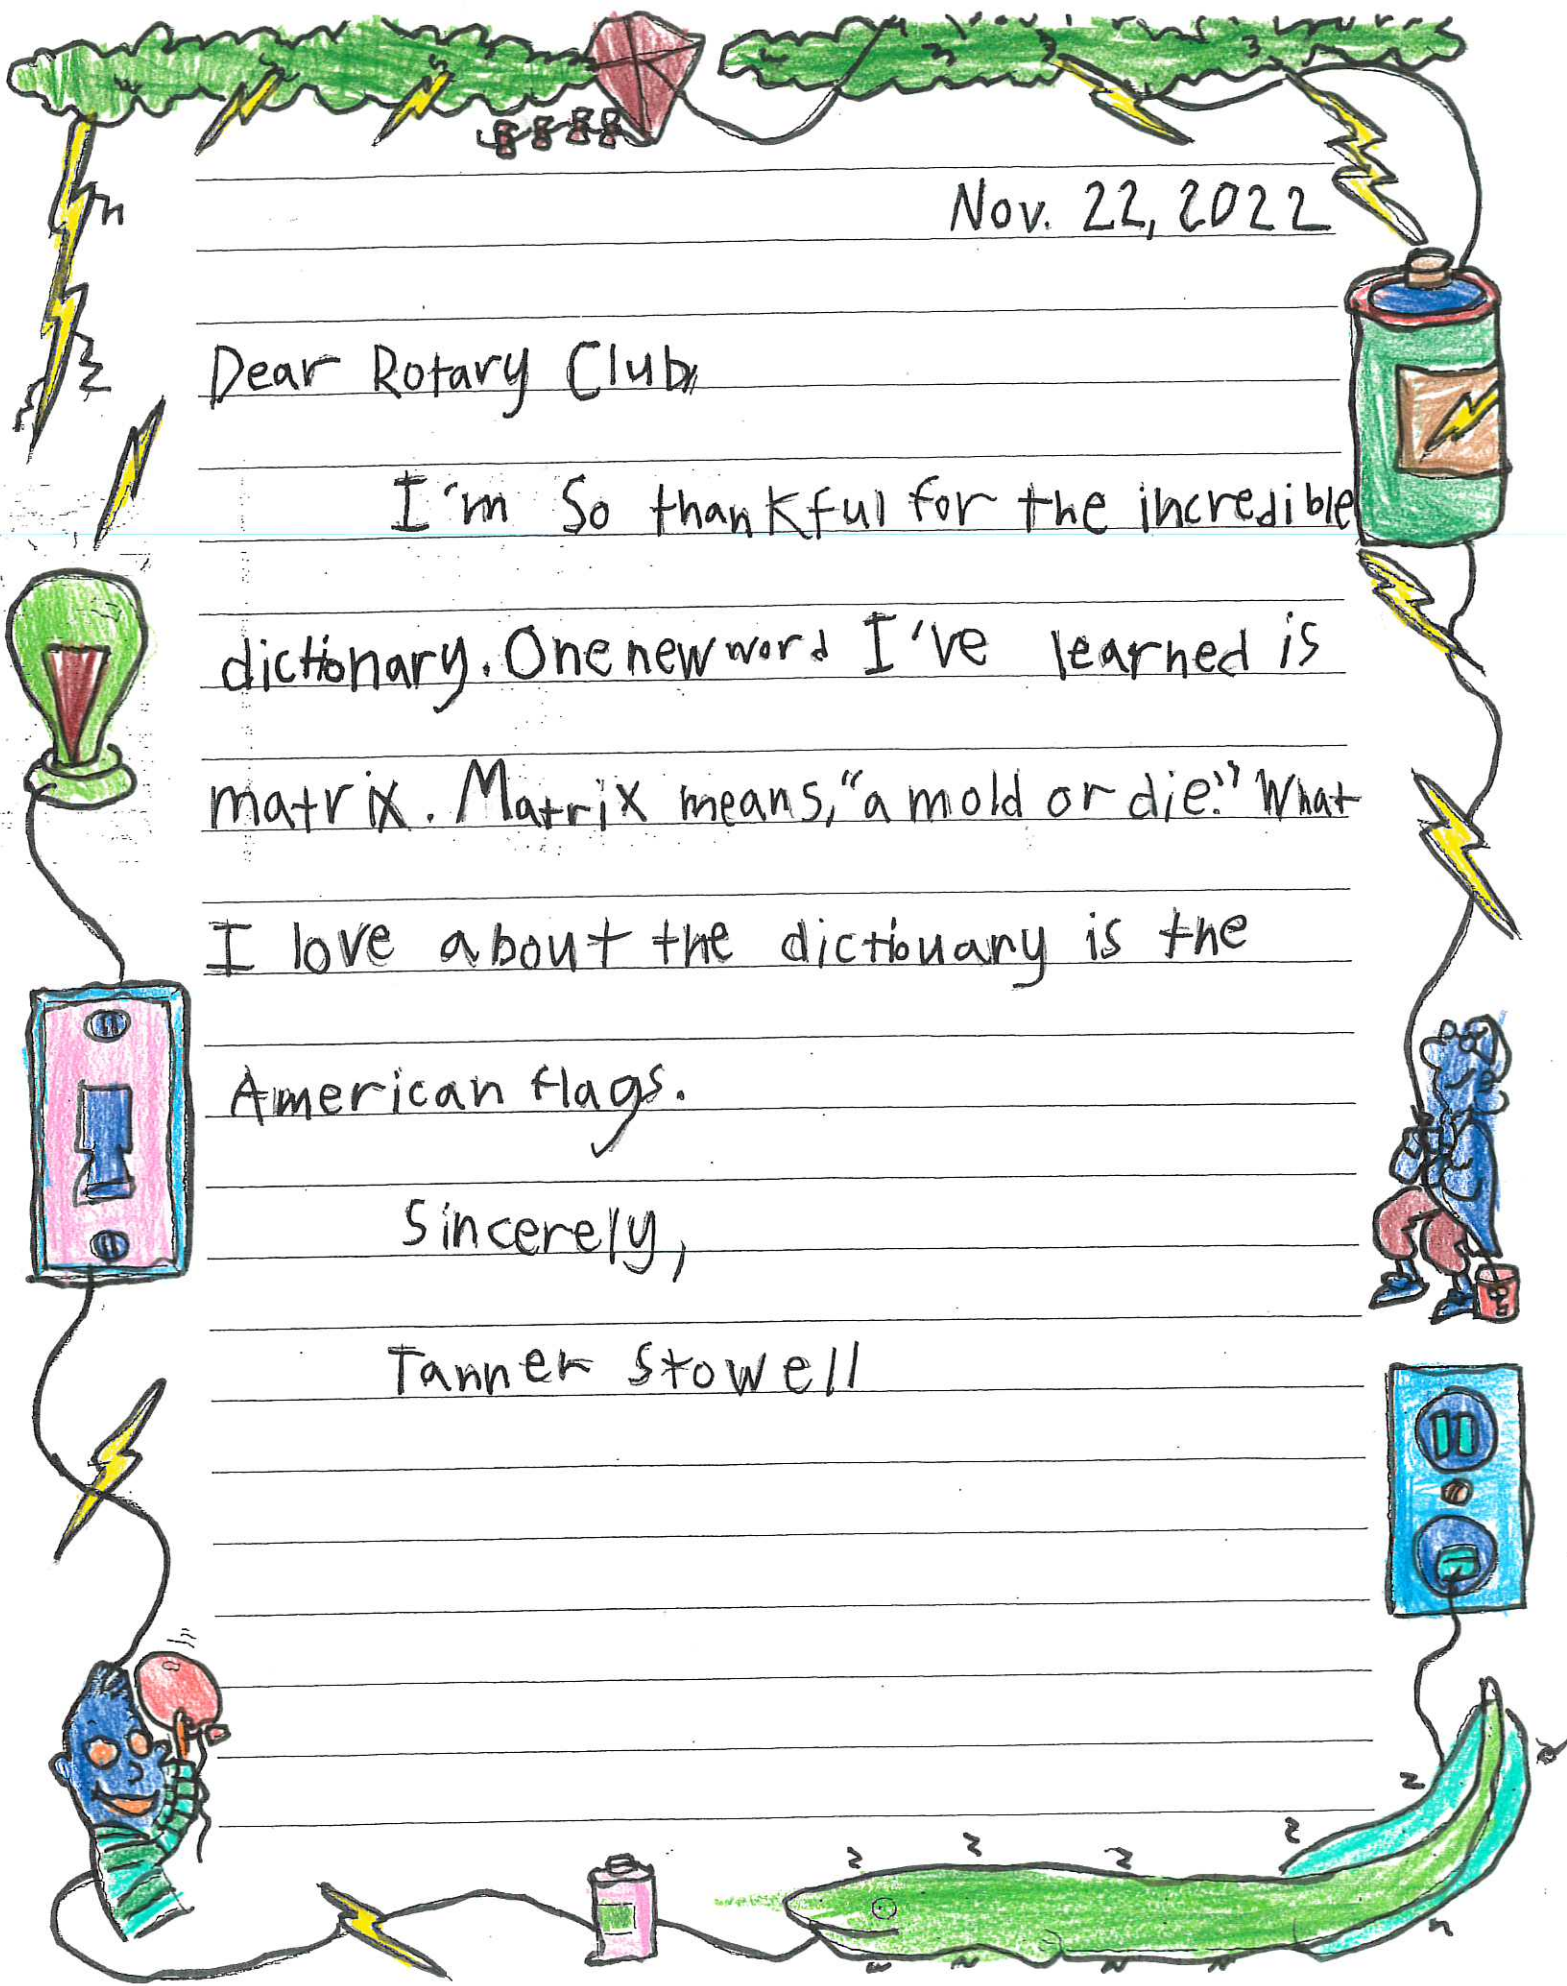 Nov. 22, 2022
Dear Rotary Club,
I'm so thankful for the incredible
dictionary. One new word I've learned is
matrix. Matrix means, "a mold or die." What
I love about the dictionary is the
American flags.
Sincerely,
Tanner Stowell